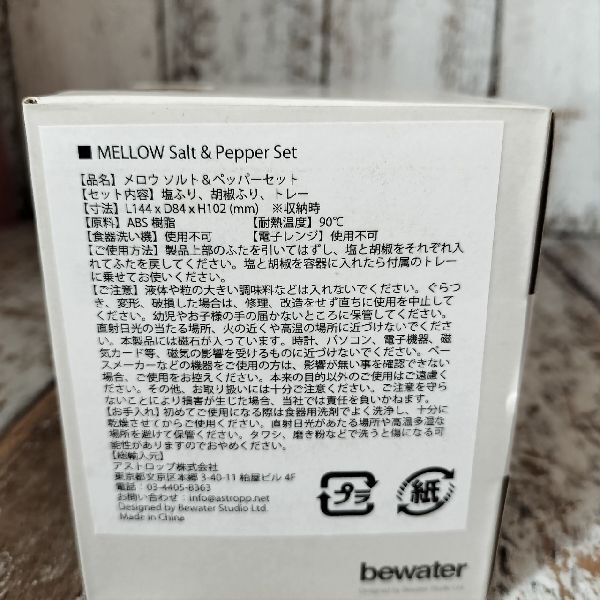 ■ MELLOW Salt & Pepper Set
【品名】メロウ ソルト＆ペッパーセット
【セット内容】塩ふり、胡椒ふり、トレー
【寸法】L144 x D84 x H102 (mm) ※収納時
【原料】ABS 樹脂 【耐熱温度】90℃
【食器洗い機】使用不可 【電子レンジ】使用不可
【ご使用方法】製品上部のふたを引いてはずし、塩と胡椒をそれぞれ入
れてふたを戻してください。塩と胡椒を容器に入れたら付属のトレー
に乗せてお使いください。
【ご注意】液体や粒の大きい調味料などは入れないでください。ぐらつ
き、変形、破損した場合は、修理、改造をせず直ちに使用を中止して
ください。幼児やお子様の手の届かないところに保管してください。
直射日光の当たる場所、火の近くや高温の場所に近づけないでくださ
い。本製品には磁石が入っています。時計、パソコン、電子機器、磁
気カード等、磁気の影響を受けるものに近づけないでください。ペー
スメーカーなどの機器をご使用の方は、影響が無い事を確認できない
場合、ご使用をお控えください。本来の目的以外のご使用はご遠慮く
ださい。その他、お取り扱いには十分ご注意ください。ご注意を守ら
ないことにより損害が生じた場合、当社では責任を負いかねます。
【お手入れ】初めてご使用になる際は食器用洗剤でよく洗浄し、十分に
乾燥させてからご使用ください。直射日光があたる場所や高温多湿な
場所を避けて保管ください。タワシ、磨き粉などで洗うと傷になる可
能性がありますのでおやめください。
【総輸入元】
アストロップ株式会社
東京都文京区本郷 3-40-11 柏屋ビル 4F
電話：03-4405-8363
お問い合わせ：info@astropp.net
Designed by Bewater Studio Ltd.
Made in China
プラ
紙
bewater
Designed by Bewater Studio Ltd.